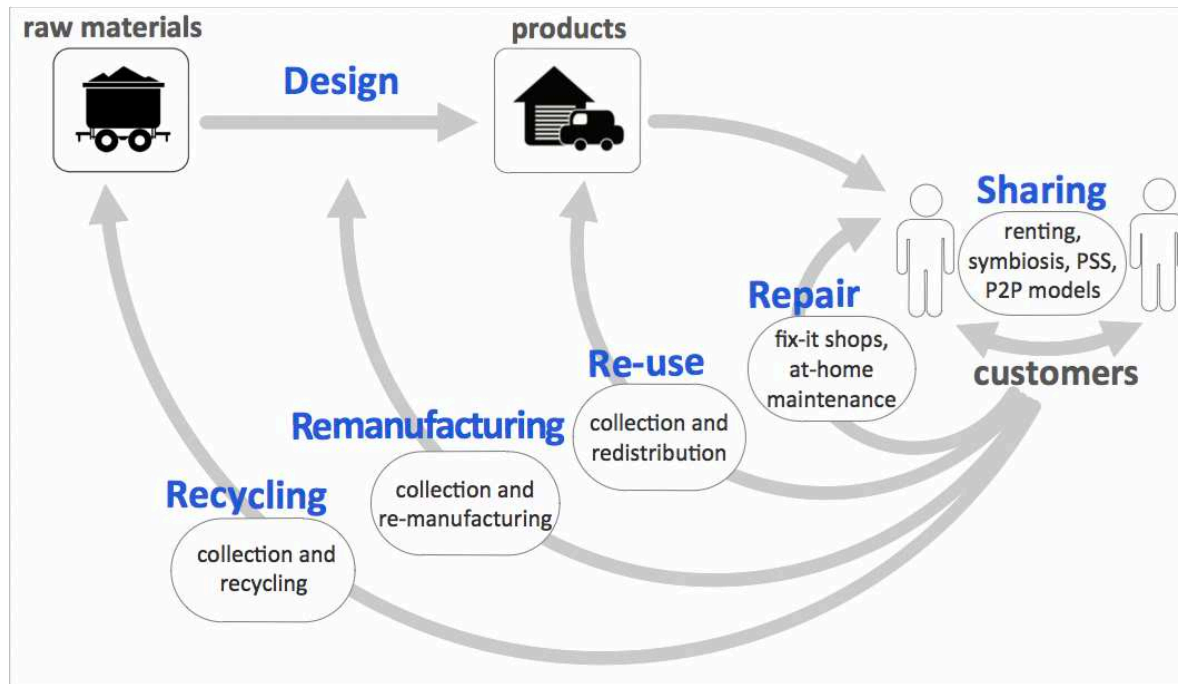 raw materials
products
Design
Sharing
renting,
symbiosis, PSS,
P2P models
customers
Repair
fix-it shops,
at-home
maintenance
Re-use
collection and
redistribution
Remanufacturing
collection and
re-manufacturing
Recycling
collection and
recycling